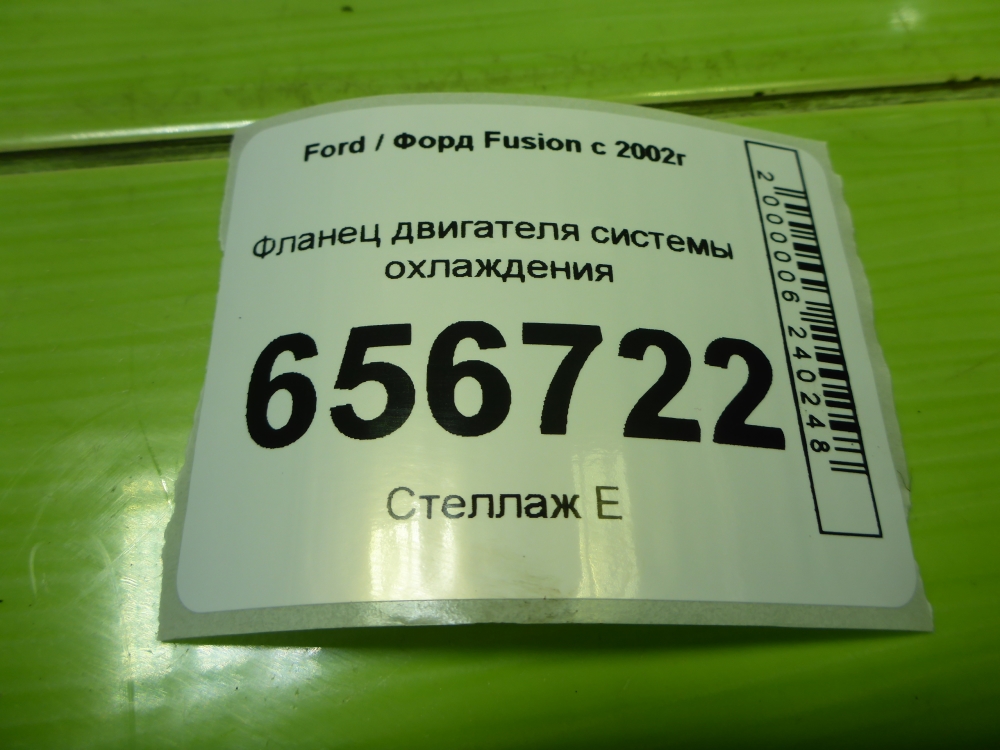 Ford / Форд Fusion с 2002г
Фланец двигателя системы
охлаждения
656722
Стеллаж Е
2000006240248